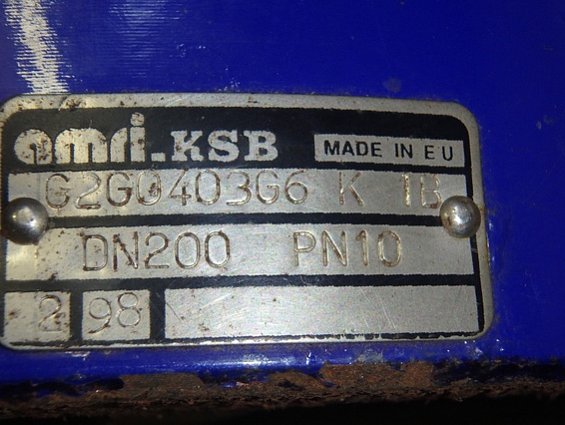 amri-KSB MADE IN EU
G2G0403G6 K 1B
DN200 PN10
2 98